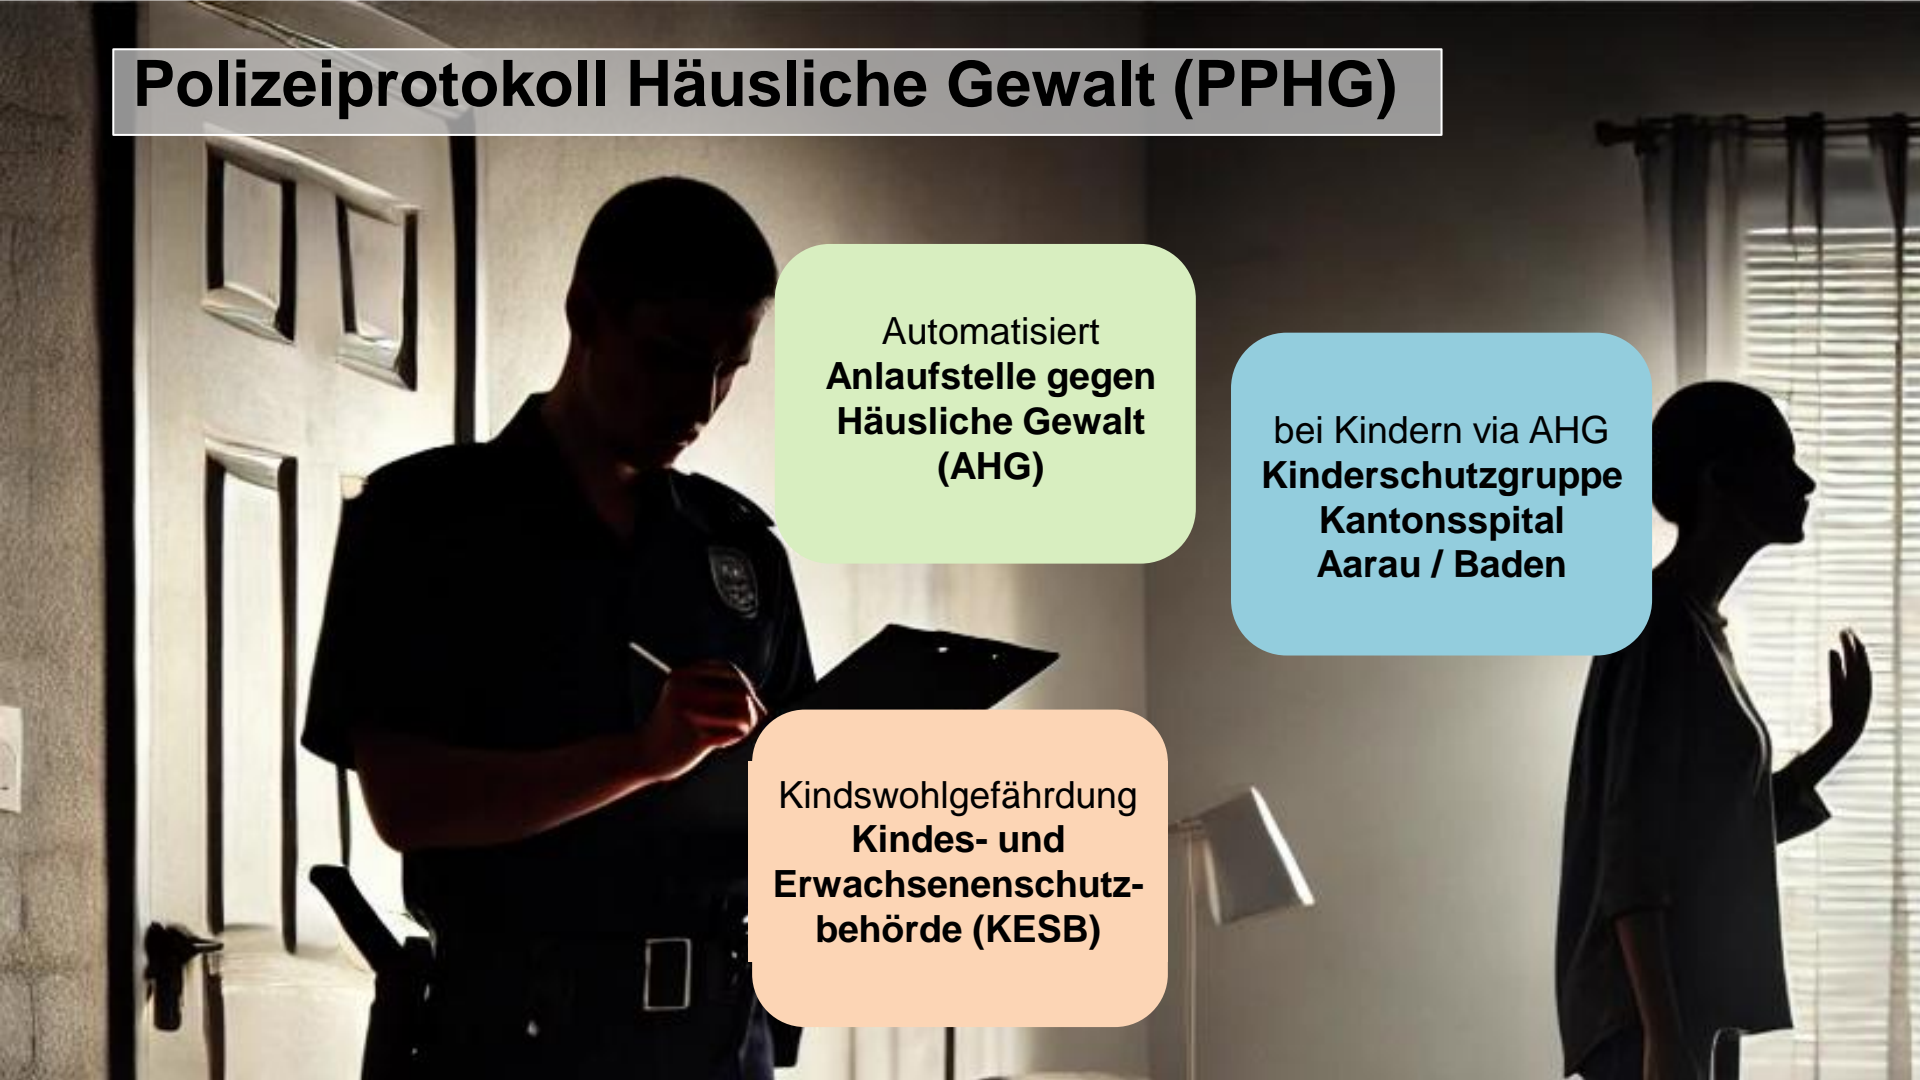 Polizeiprotokoll Häusliche Gewalt (PPHG)
Automatisiert
Anlaufstelle gegen
Häusliche Gewalt
(AHG)
bei Kindern via AHG
Kinderschutzgruppe
Kantonsspital
Aarau / Baden
Kindswohlgefährdung
Kindes- und
Erwachsenenschutz-
behörde (KESB)